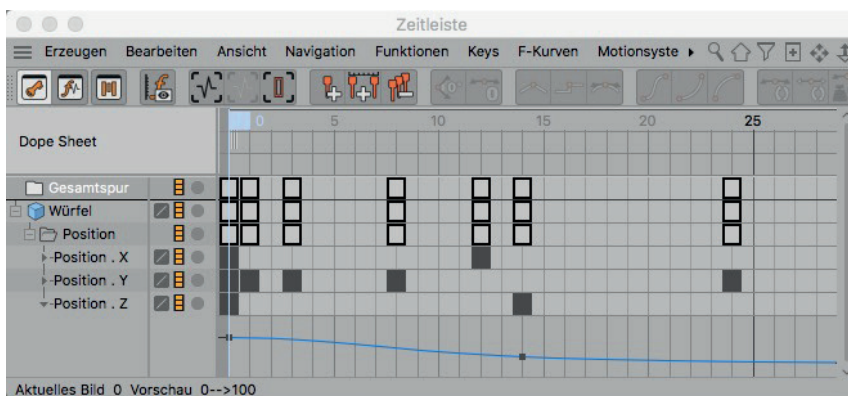 Zeitleiste
Erzeugen Bearbeiten Ansicht Navigation Funktionen Keys F-Kurven Motionsyste
0 5 10 15 20 25
Dope Sheet
Gesamtspur
Würfel
Position
Position . X
Position . Y
Position . Z
Aktuelles Bild 0 Vorschau 0-->100